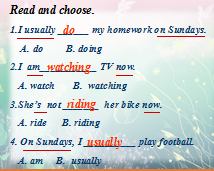 Read and choose.
1.I usually do my homework on Sundays.
A. do B. doing
2.I am watching TV now.
A. watch B. watching
3.She's not riding her bike now.
A. ride B. riding
4. On Sundays, I usually play football.
A. am B. usually